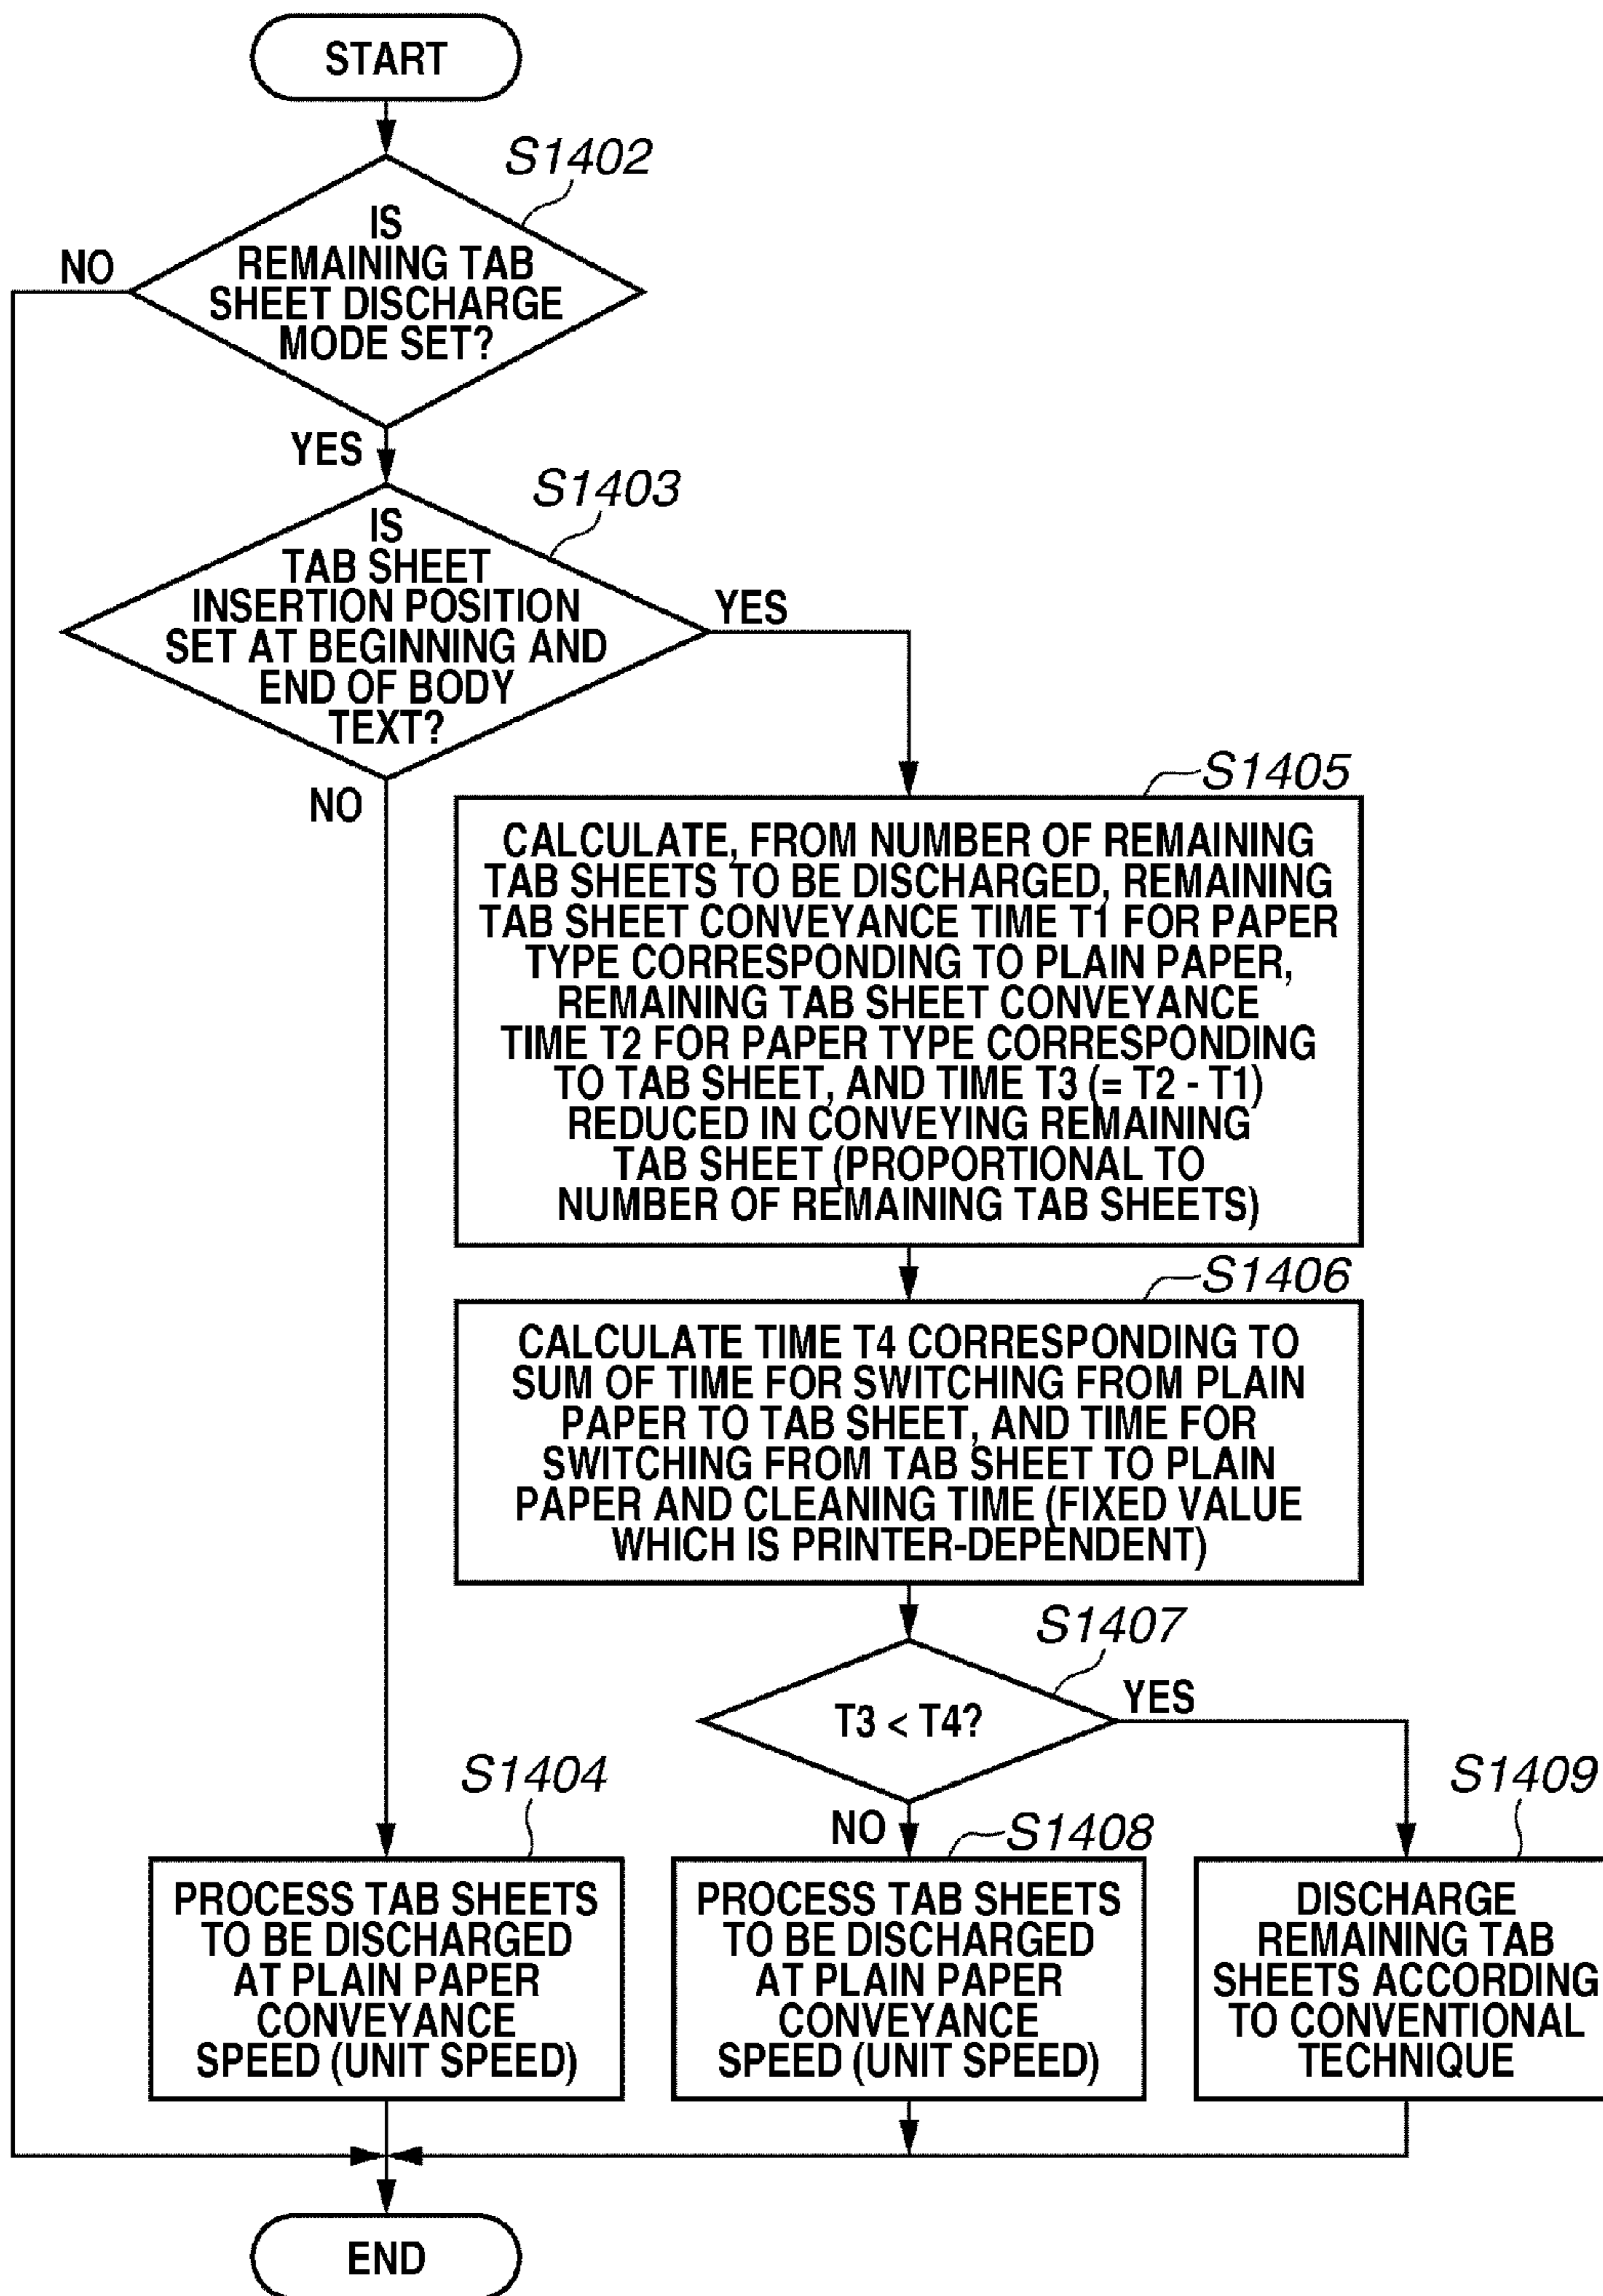 START
S1402
IS
REMAINING TAB
SHEET DISCHARGE
MODE SET?
NO
YES
S1403
IS
TAB SHEET
INSERTION POSITION
SET AT BEGINNING AND
END OF BODY
TEXT?
YES
NO
S1405
CALCULATE, FROM NUMBER OF REMAINING
TAB SHEETS TO BE DISCHARGED, REMAINING
TAB SHEET CONVEYANCE TIME T1 FOR PAPER
TYPE CORRESPONDING TO PLAIN PAPER,
REMAINING TAB SHEET CONVEYANCE
TIME T2 FOR PAPER TYPE CORRESPONDING
TO TAB SHEET, AND TIME T3 (= T2 - T1)
REDUCED IN CONVEYING REMAINING
TAB SHEET (PROPORTIONAL TO
NUMBER OF REMAINING TAB SHEETS)
S1406
CALCULATE TIME T4 CORRESPONDING TO
SUM OF TIME FOR SWITCHING FROM PLAIN
PAPER TO TAB SHEET, AND TIME FOR
SWITCHING FROM TAB SHEET TO PLAIN
PAPER AND CLEANING TIME (FIXED VALUE
WHICH IS PRINTER-DEPENDENT)
S1407
T3 < T4?
YES
NO
S1404
PROCESS TAB SHEETS
TO BE DISCHARGED
AT PLAIN PAPER
CONVEYANCE
SPEED (UNIT SPEED)
S1408
PROCESS TAB SHEETS
TO BE DISCHARGED
AT PLAIN PAPER
CONVEYANCE
SPEED (UNIT SPEED)
S1409
DISCHARGE
REMAINING TAB
SHEETS ACCORDING
TO CONVENTIONAL
TECHNIQUE
END